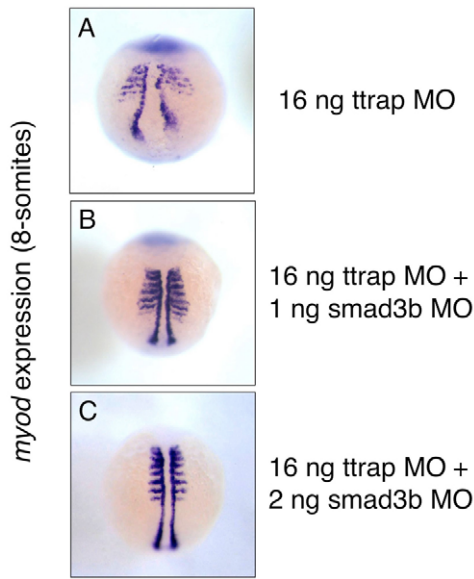 myod expression (8-somites)
A
16 ng ttrap MO
B
16 ng ttrap MO +
1 ng smad3b MO
C
16 ng ttrap MO +
2 ng smad3b MO